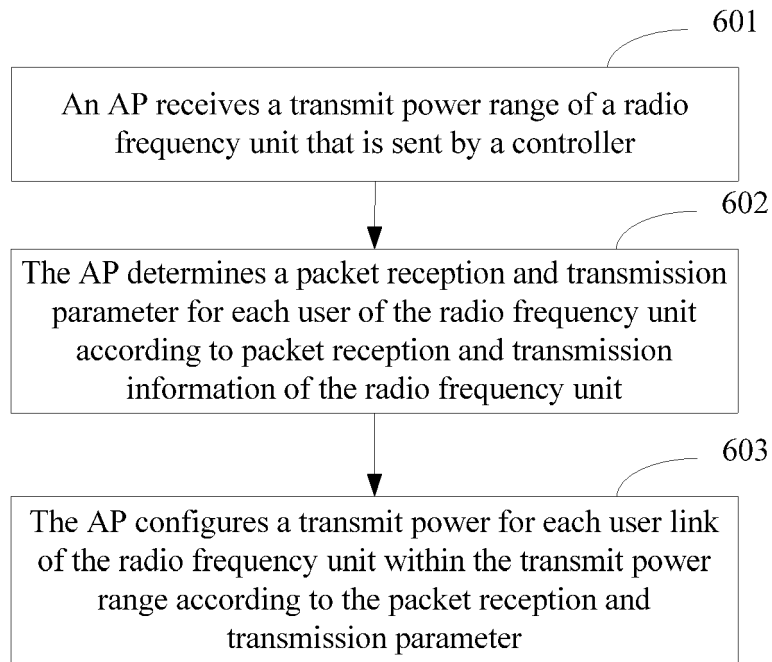 601
An AP receives a transmit power range of a radio
frequency unit that is sent by a controller
602
The AP determines a packet reception and transmission
parameter for each user of the radio frequency unit
according to packet reception and transmission
information of the radio frequency unit
603
The AP configures a transmit power for each user link
of the radio frequency unit within the transmit power
range according to the packet reception and
transmission parameter